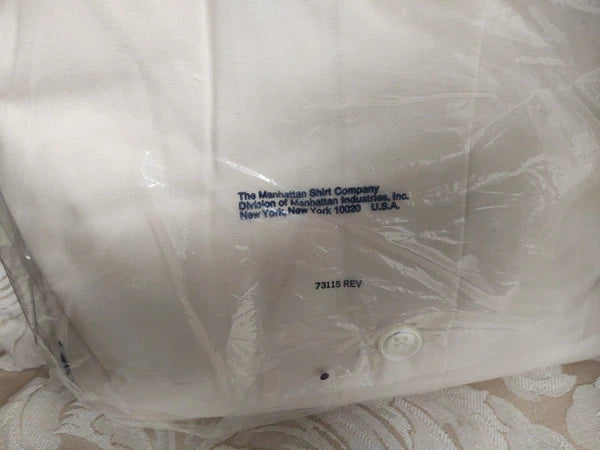 The Manhattan Shirt Company
Division of Manhattan Industries, Inc.
New York, New York 10020 U.S.A.
73115 REV